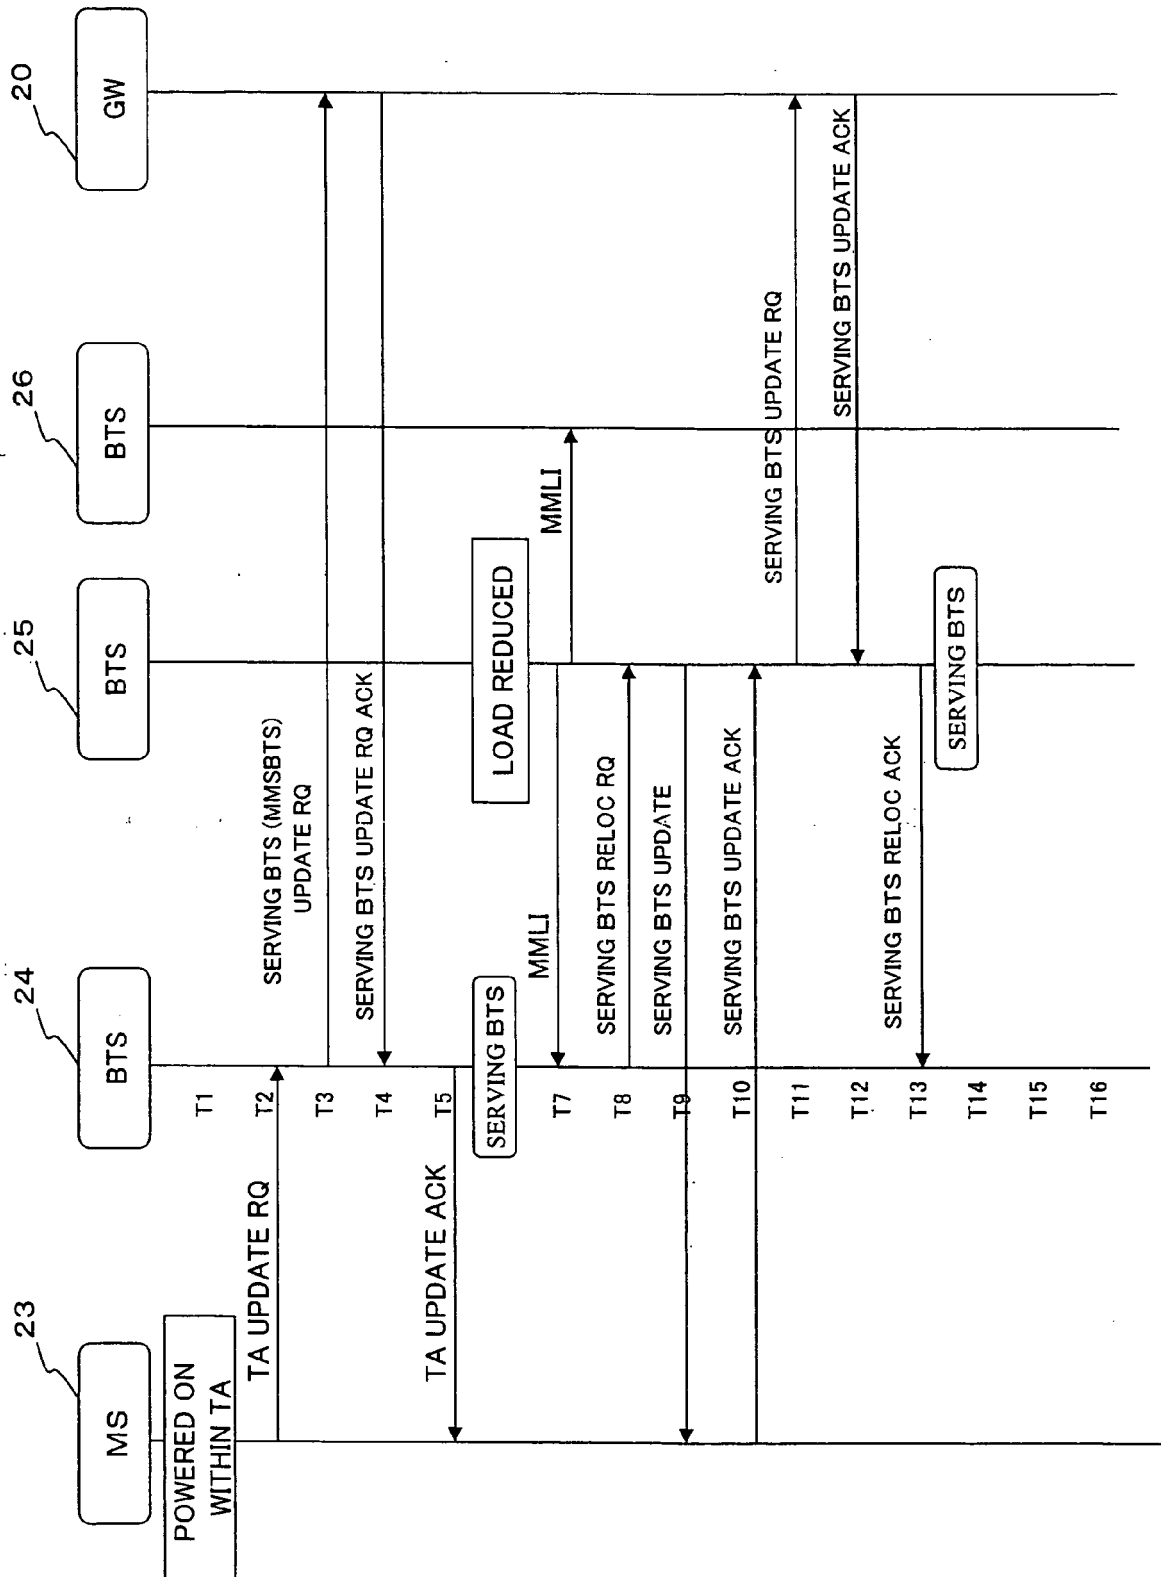 23
24
25
26
20
MS
BTS
BTS
BTS
GW
POWERED ON
WITHIN TA
T1
TA UPDATE RQ
T2
SERVING BTS (MMSBTS)
UPDATE RQ
T3
SERVING BTS UPDATE RQ ACK
T4
TA UPDATE ACK
T5
SERVING BTS
LOAD REDUCED
MMLI
MMLI
T7
SERVING BTS RELOC RQ
T8
SERVING BTS UPDATE
T9
SERVING BTS UPDATE ACK
T10
SERVING BTS UPDATE RQ
T11
SERVING BTS UPDATE ACK
T12
SERVING BTS RELOC ACK
T13
SERVING BTS
T14
T15
T16